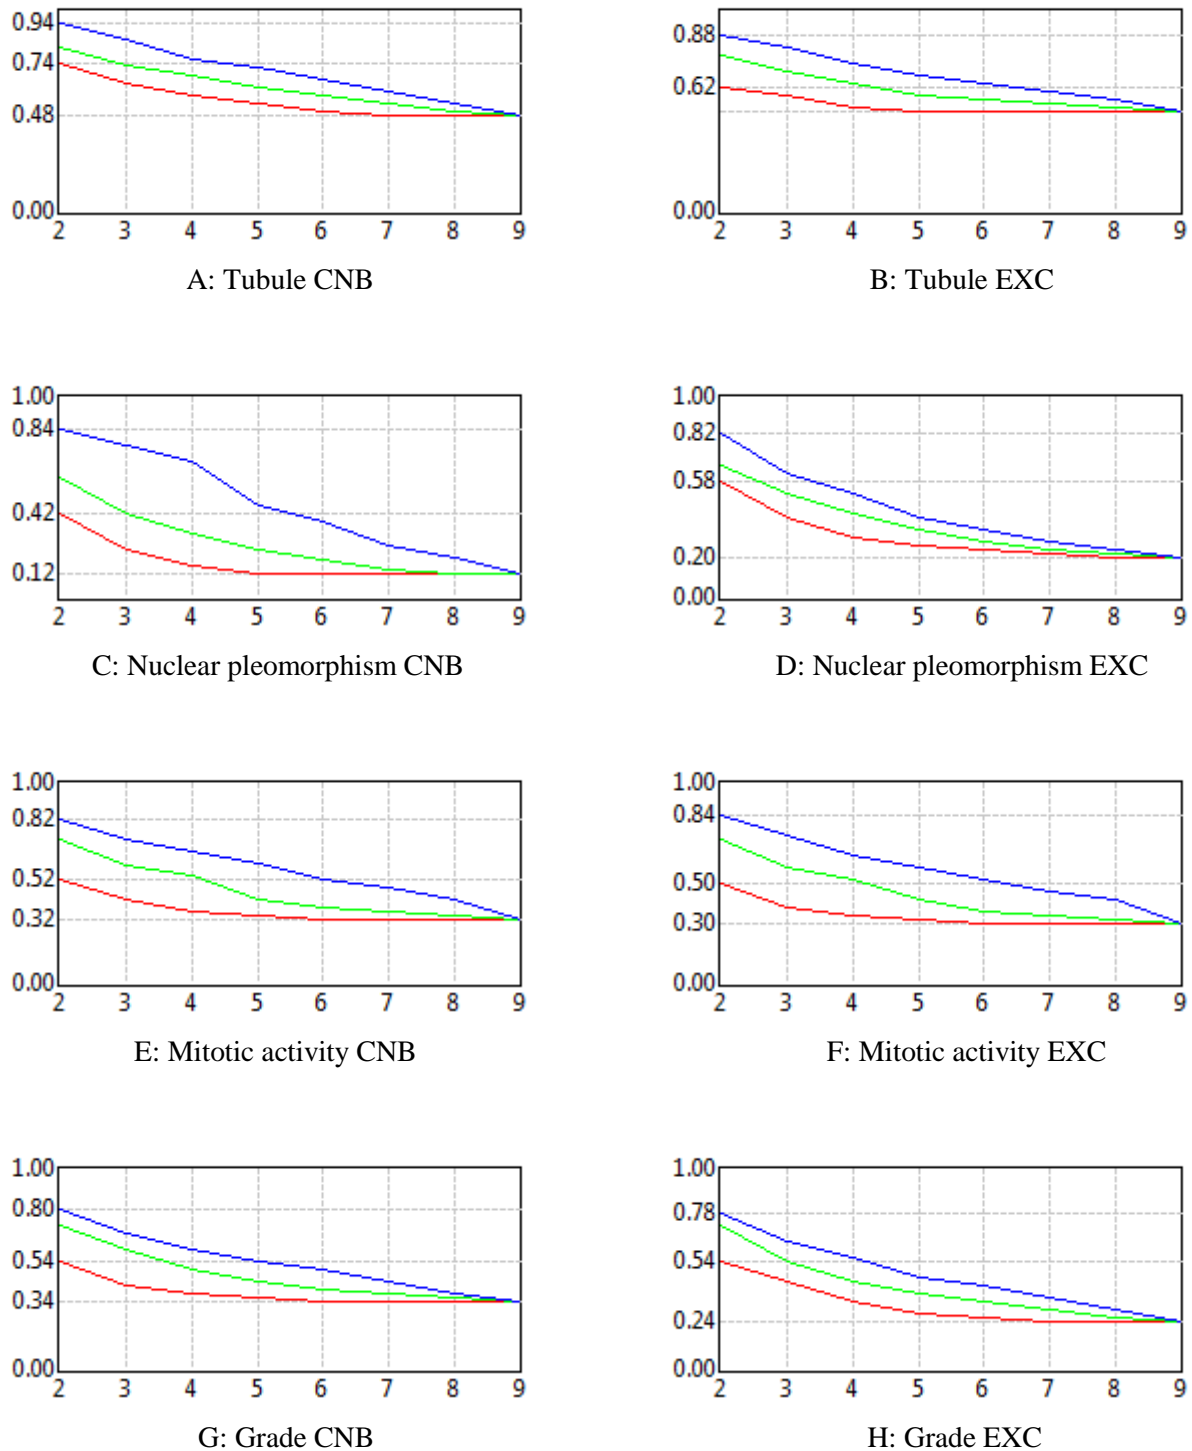 0.94
0.74
0.48
0.00
2 3 4 5 6 7 8 9
A: Tubule CNB
0.88
0.62
0.00
2 3 4 5 6 7 8 9
B: Tubule EXC
1.00
0.84
0.42
0.12
2 3 4 5 6 7 8 9
C: Nuclear pleomorphism CNB
1.00
0.82
0.58
0.20
0.00
2 3 4 5 6 7 8 9
D: Nuclear pleomorphism EXC
1.00
0.82
0.52
0.32
0.00
2 3 4 5 6 7 8 9
E: Mitotic activity CNB
1.00
0.84
0.50
0.30
0.00
2 3 4 5 6 7 8 9
F: Mitotic activity EXC
1.00
0.80
0.54
0.34
0.00
2 3 4 5 6 7 8 9
G: Grade CNB
1.00
0.78
0.54
0.24
0.00
2 3 4 5 6 7 8 9
H: Grade EXC